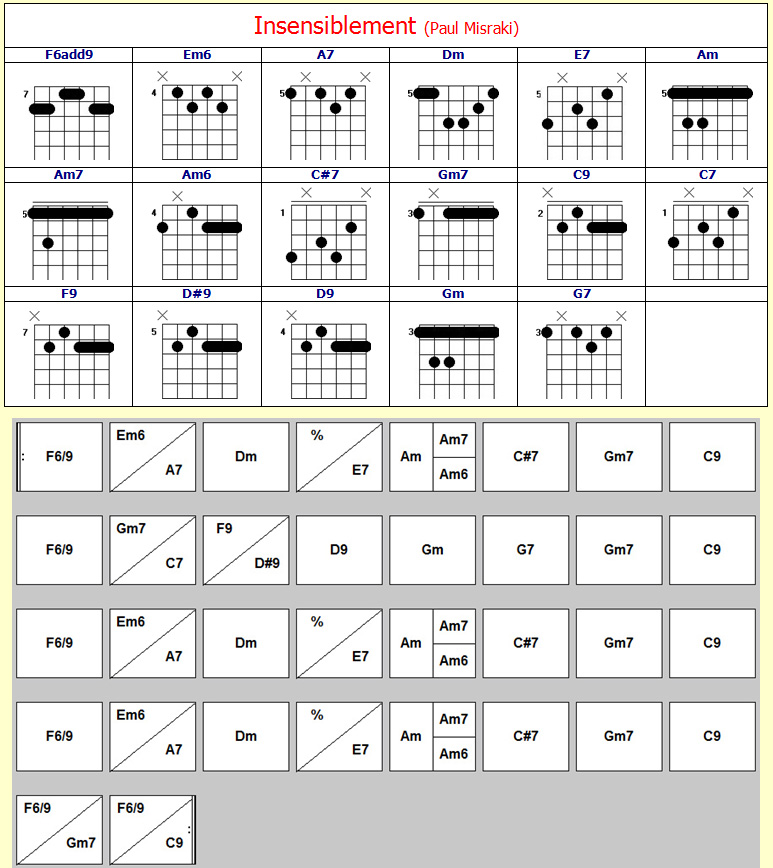 Insensiblement (Paul Misraki)
F6add9 Em6 A7 Dm E7 Am
7 4 5 5 5 5
Am7 Am6 C#7 Gm7 C9 C7
5 4 1 3 2 1
F9 D#9 D9 Gm G7
7 5 4 3 3
: F6/9 Em6 A7 Dm % E7 Am Am7 Am6 C#7 Gm7 C9
F6/9 Gm7 C7 F9 D#9 D9 Gm G7 Gm7 C9
F6/9 Em6 A7 Dm % E7 Am Am7 Am6 C#7 Gm7 C9
F6/9 Em6 A7 Dm % E7 Am Am7 Am6 C#7 Gm7 C9
F6/9 Gm7 F6/9 C9 :